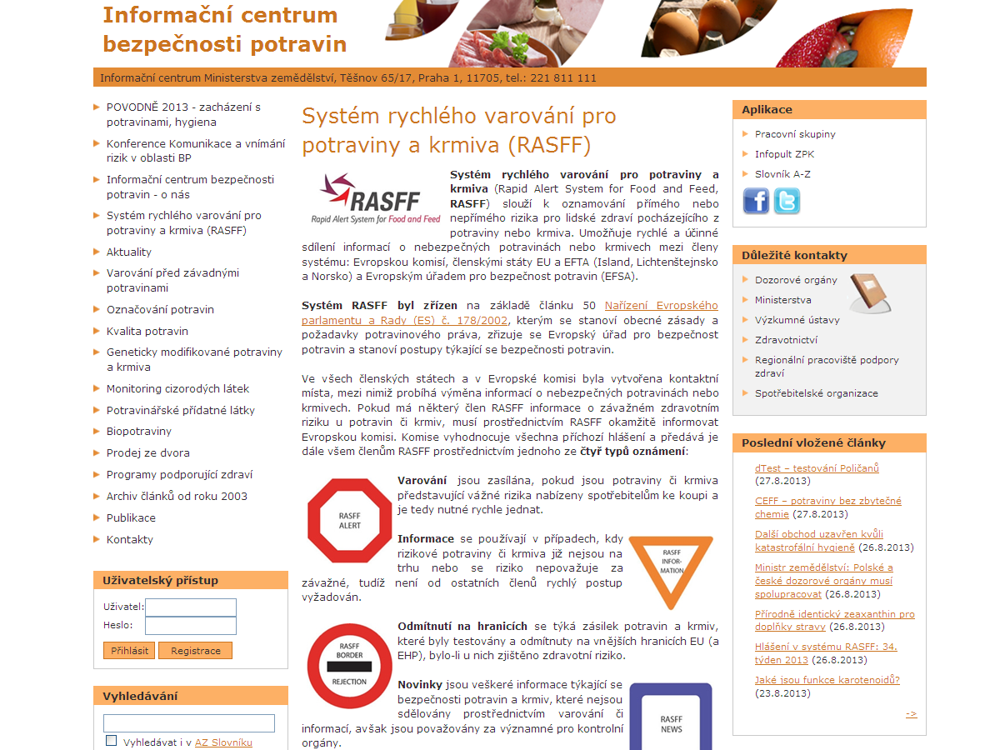 Informační centrum
bezpečnosti potravin
Informační centrum Ministerstva zemědělství, Těšnov 65/17, Praha 1, 11705, tel.: 221 811 111
POVODNĚ 2013 - zacházení s
potravinami, hygiena
Konference Komunikace a vnímání
rizik v oblasti BP
Informační centrum bezpečnosti
potravin - o nás
Systém rychlého varování pro
potraviny a krmiva (RASFF)
Aktuality
Varování před závadnými
potravinami
Označování potravin
Kvalita potravin
Geneticky modifikované potraviny
a krmiva
Monitoring cizorodých látek
Potravinářské přídatné látky
Biopotraviny
Prodej ze dvora
Programy podporující zdraví
Archiv článků od roku 2003
Publikace
Kontakty
Uživatelský přístup
Uživatel:
Heslo:
Přihlásit Registrace
Vyhledávání
Vyhledávat i v AZ Slovníku
Systém rychlého varování pro
potraviny a krmiva (RASFF)
RASFF
Rapid Alert System for Food and Feed
Systém rychlého varování pro potraviny a
krmiva (Rapid Alert System for Food and Feed,
RASFF) slouží k oznamování přímého nebo
nepřímého rizika pro lidské zdraví pocházejícího z
potraviny nebo krmiva. Umožňuje rychlé a účinné
sdílení informací o nebezpečných potravinách nebo krmivech mezi členy
systému: Evropskou komisí, členskými státy EU a EFTA (Island, Lichtenštejnsko
a Norsko) a Evropským úřadem pro bezpečnost potravin (EFSA).
Systém RASFF byl zřízen na základě článku 50 Nařízení Evropského
parlamentu a Rady (ES) č. 178/2002, kterým se stanoví obecné zásady a
požadavky potravinového práva, zřizuje se Evropský úřad pro bezpečnost
potravin a stanoví postupy týkající se bezpečnosti potravin.
Ve všech členských státech a v Evropské komisi byla vytvořena kontaktní
místa, mezi nimiž probíhá výměna informací o nebezpečných potravinách nebo
krmivech. Pokud má některý člen RASFF informace o závažném zdravotním
riziku u potravin či krmiv, musí prostřednictvím RASFF okamžitě informovat
Evropskou komisi. Komise vyhodnocuje všechna příchozí hlášení a předává je
dále všem členům RASFF prostřednictvím jednoho ze čtyř typů oznámení:
RASFF
ALERT
Varování jsou zasílána, pokud jsou potraviny či krmiva
představující vážné rizika nabízeny spotřebitelům ke koupi a
je tedy nutné rychle jednat.
Informace se používají v případech, kdy
rizikové potraviny či krmiva již nejsou na
trhu nebo se riziko nepovažuje za
závažné, tudíž není od ostatních členů rychlý postup
vyžadován.
RASFF
INFOR-
MATION
RASFF
BORDER
REJECTION
Odmítnutí na hranicích se týká zásilek potravin a krmiv,
které byly testovány a odmítnuty na vnějších hranicích EU (a
EHP), bylo-li u nich zjištěno zdravotní riziko.
Novinky jsou veškeré informace týkající se
bezpečnosti potravin a krmiv, které nejsou
sdělovány prostřednictvím varování či
informací, avšak jsou považovány za významné pro kontrolní
orgány.
RASFF
NEWS
Aplikace
Pracovní skupiny
Infopult ZPK
Slovník A-Z
Důležité kontakty
Dozorové orgány
Ministerstva
Výzkumné ústavy
Zdravotnictví
Regionální pracoviště podpory
zdraví
Spotřebitelské organizace
Poslední vložené články
dTest – testování Poličanů
(27.8.2013)
CEFF – potraviny bez zbytečné
chemie (27.8.2013)
Další obchod uzavřen kvůli
katastrofální hygieně (26.8.2013)
Ministr zemědělství: Polské a
české dozorové orgány musí
spolupracovat (26.8.2013)
Přírodně identický zeaxanthin pro
doplňky stravy (26.8.2013)
Hlášení v systému RASFF: 34.
týden 2013 (26.8.2013)
Jaké jsou funkce karotenoidů?
(23.8.2013)
->